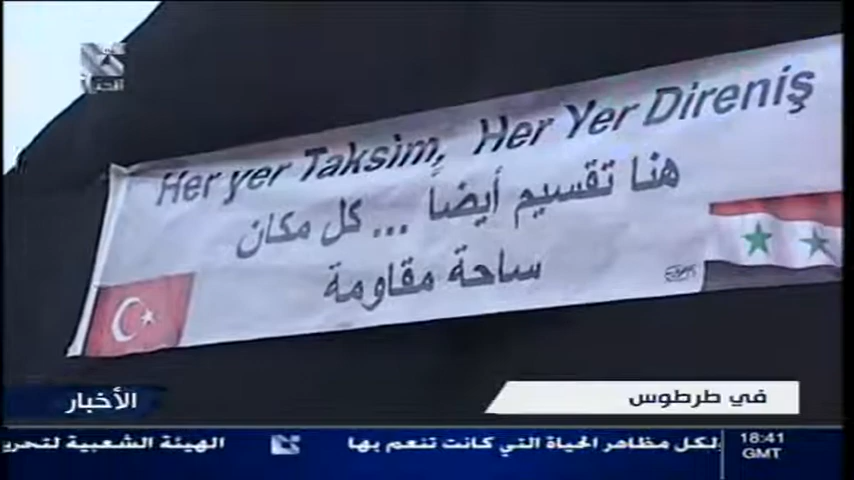 Her yer Taksim, Her Yer Direniş
هنا تقسيم أيضاً ... كل مكان
ساحة مقاومة
في طرطوس
الأخبار
18:41
GMT
لكل مظاهر الحياة التي كانت تنعم بها
الهيئة الشعبية لتحرير